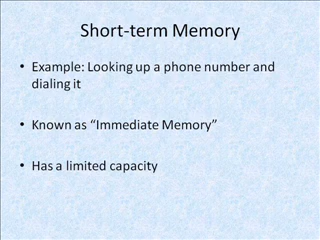 Short-term Memory
• Example: Looking up a phone number and
dialing it
• Known as “Immediate Memory”
• Has a limited capacity